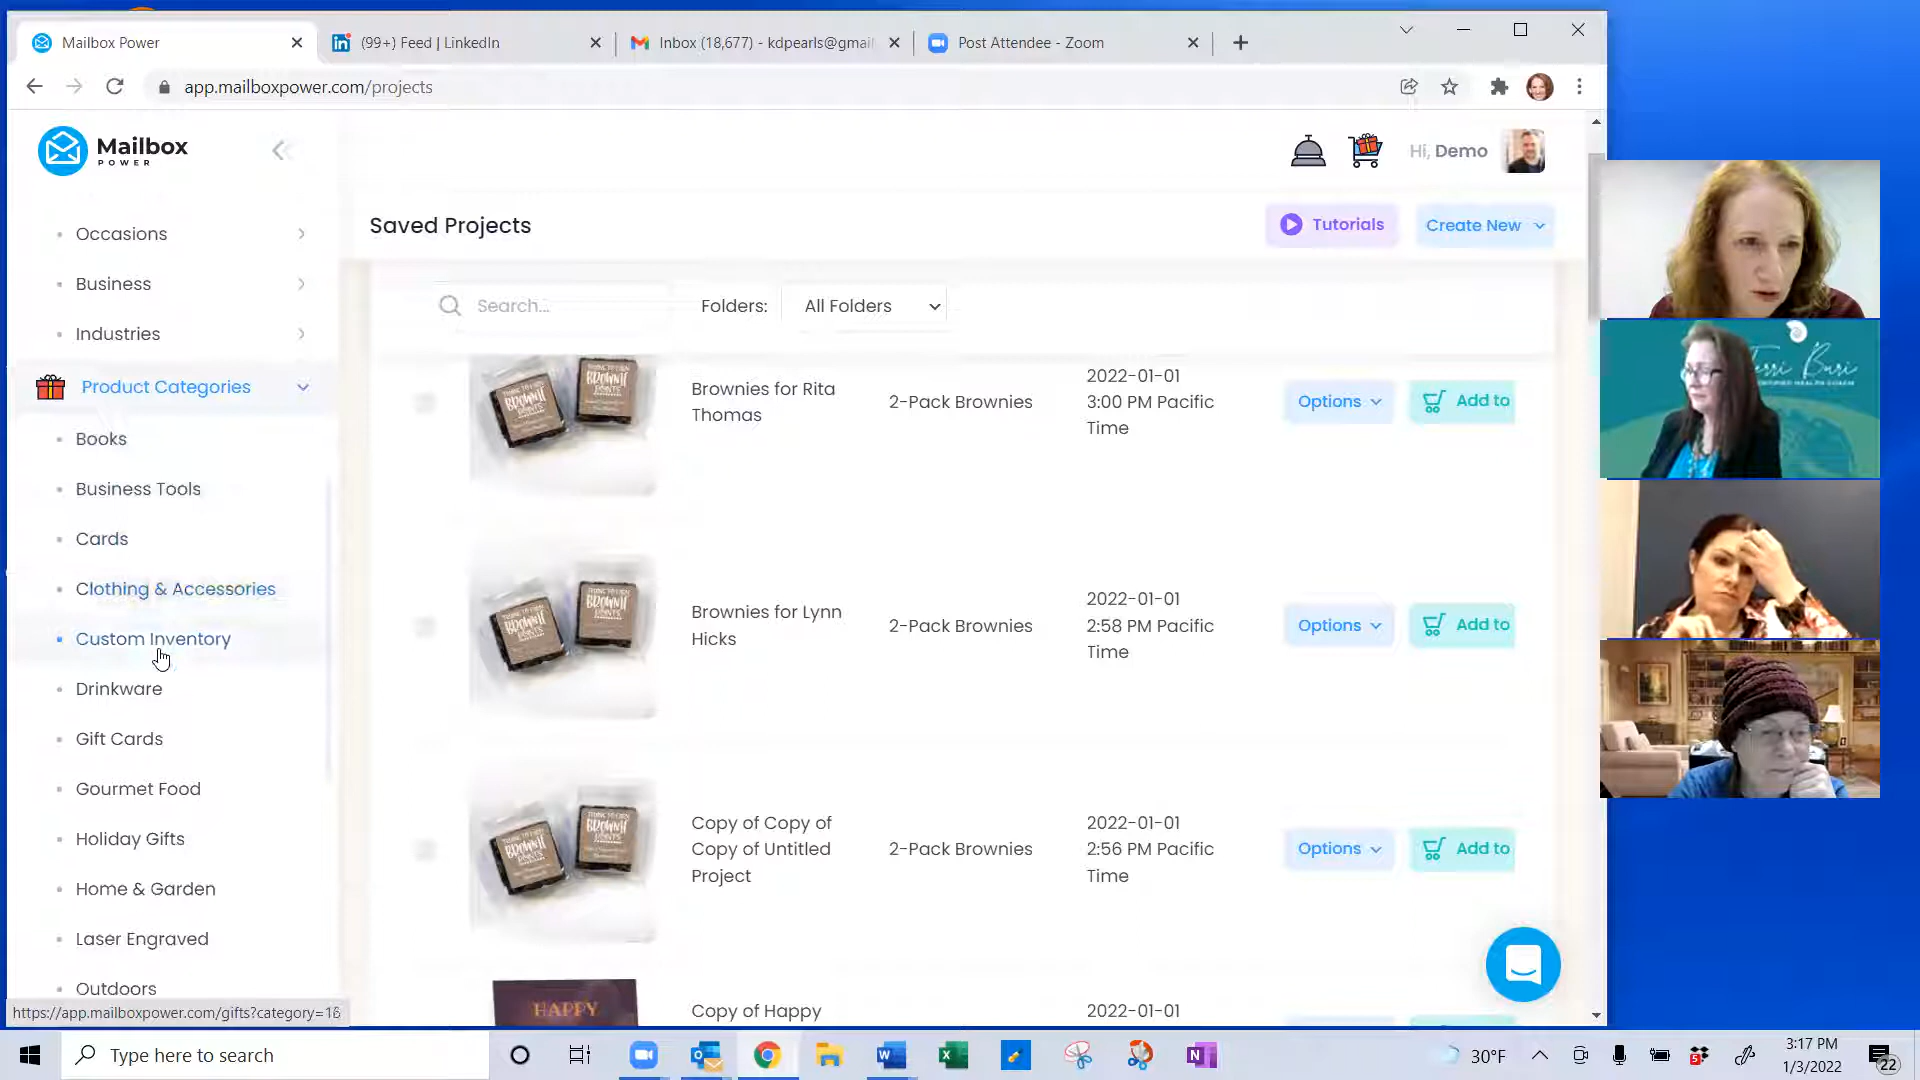 Mailbox Power
(99+) Feed | LinkedIn
Inbox (18,677) - kdpearls@gmai
Post Attendee - Zoom
app.mailboxpower.com/projects
Mailbox
POWER
Hi, Demo
Saved Projects
Tutorials
Create New
Search...
Folders:
All Folders
Occasions
Business
Industries
Product Categories
Books
Business Tools
Cards
Clothing & Accessories
Custom Inventory
Drinkware
Gift Cards
Gourmet Food
Holiday Gifts
Home & Garden
Laser Engraved
Outdoors
Brownies for Rita
Thomas
2-Pack Brownies
2022-01-01
3:00 PM Pacific
Time
Options
Add to
Brownies for Lynn
Hicks
2-Pack Brownies
2022-01-01
2:58 PM Pacific
Time
Options
Add to
Copy of Copy of
Copy of Untitled
Project
2-Pack Brownies
2022-01-01
2:56 PM Pacific
Time
Options
Add to
HAPPY
Copy of Happy
2022-01-01
https://app.mailboxpower.com/gifts?category=16
Terri Buri
Type here to search
30°F
3:17 PM
1/3/2022
22